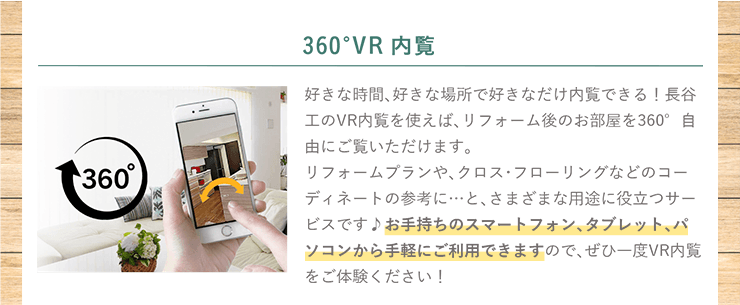 360°VR 内覧
好きな時間、好きな場所で好きなだけ内覧できる！長谷
工のVR内覧を使えば、リフォーム後のお部屋を360°自
由にご覧いただけます。
リフォームプランや、クロス・フローリングなどのコー
ディネートの参考に…と、さまざまな用途に役立つサー
ビスです♪お手持ちのスマートフォン、タブレット、パ
ソコンから手軽にご利用できますので、ぜひ一度VR内覧
をご体験ください！
360°